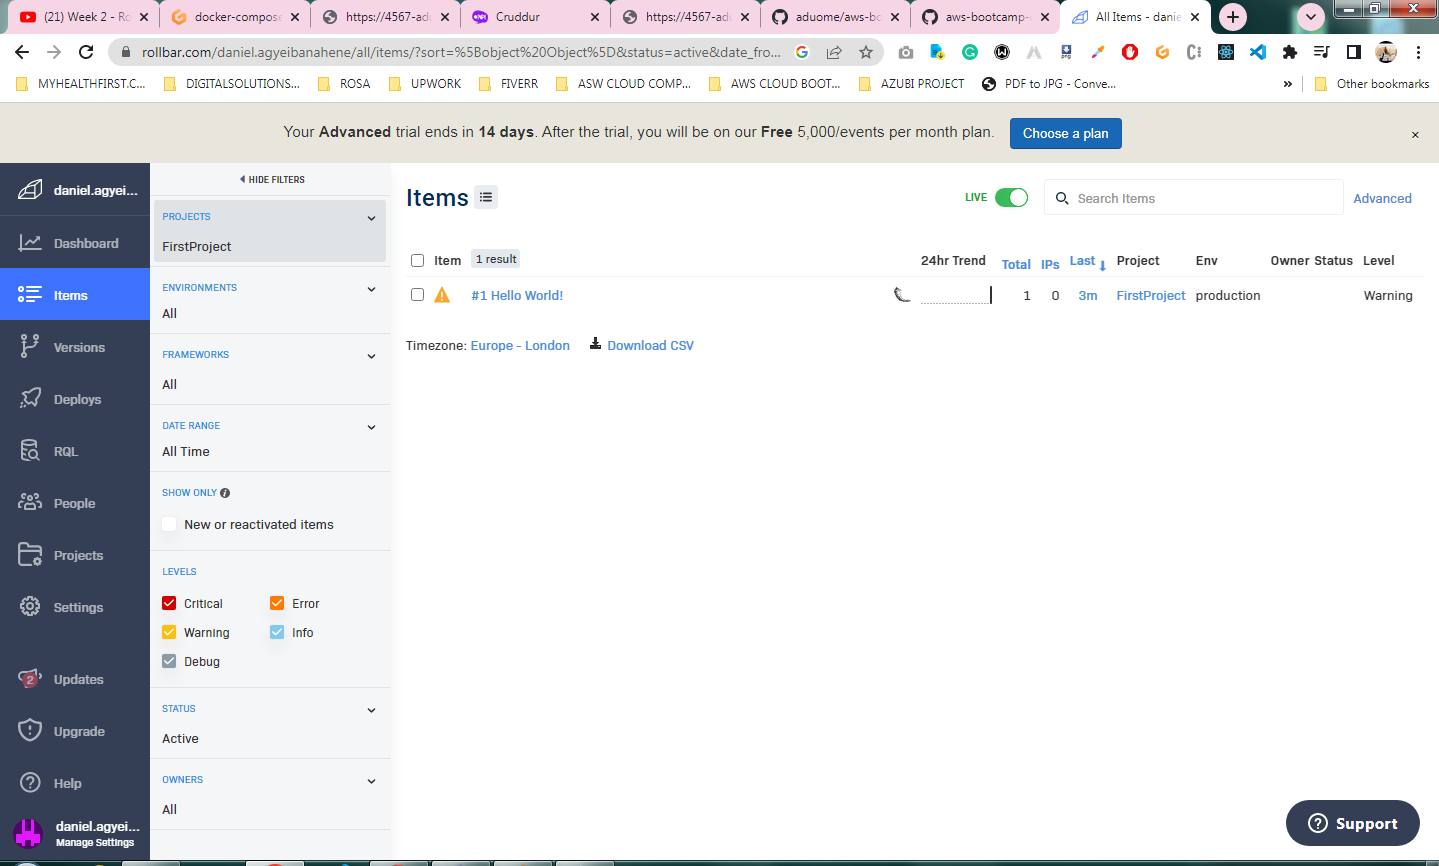 (21) Week 2 - Ro
docker-compose
https://4567-adu
Cruddur
https://4567-adu
aduome/aws-bo
aws-bootcamp-
All Items - danie
rollbar.com/daniel.agyeibanahene/all/items/?sort=%5Bobject%20Object%5D&status=active&date_fro...
MYHEALTHFIRST.C...
DIGITALSOLUTIONS...
ROSA
UPWORK
FIVERR
ASW CLOUD COMP...
AWS CLOUD BOOT...
AZUBI PROJECT
PDF to JPG - Conve...
»
Other bookmarks
Your Advanced trial ends in 14 days. After the trial, you will be on our Free 5,000/events per month plan.
Choose a plan
daniel.agyei...
Dashboard
Items
Versions
Deploys
RQL
People
Projects
Settings
2
Updates
Upgrade
Help
daniel.agyei...
Manage Settings
HIDE FILTERS
PROJECTS
FirstProject
ENVIRONMENTS
All
FRAMEWORKS
All
DATE RANGE
All Time
SHOW ONLY
New or reactivated items
LEVELS
Critical
Error
Warning
Info
Debug
STATUS
Active
OWNERS
All
Items
LIVE
Search Items
Advanced
Item 1 result 24hr Trend Total IPs Last Project Env Owner Status Level
#1 Hello World! 1 0 3m FirstProject production Warning
Timezone: Europe - London Download CSV
Support